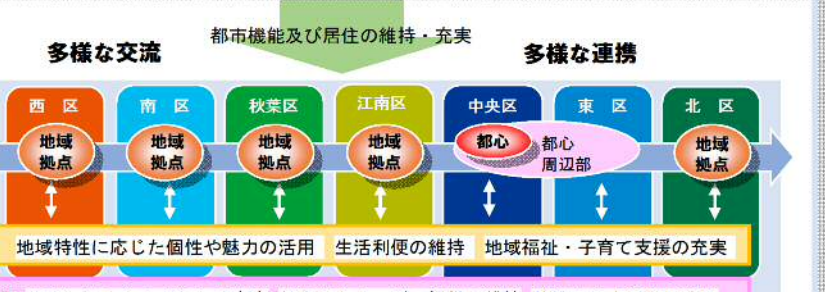 都市機能及び居住の維持・充実
多様な交流
多様な連携
西 区
南 区
秋葉区
江南区
中央区
東 区
北 区
地域
拠点
地域
拠点
地域
拠点
地域
拠点
都心
都心
周辺部
地域
拠点
地域特性に応じた個性や魅力の活用 生活利便の維持 地域福祉・子育て支援の充実